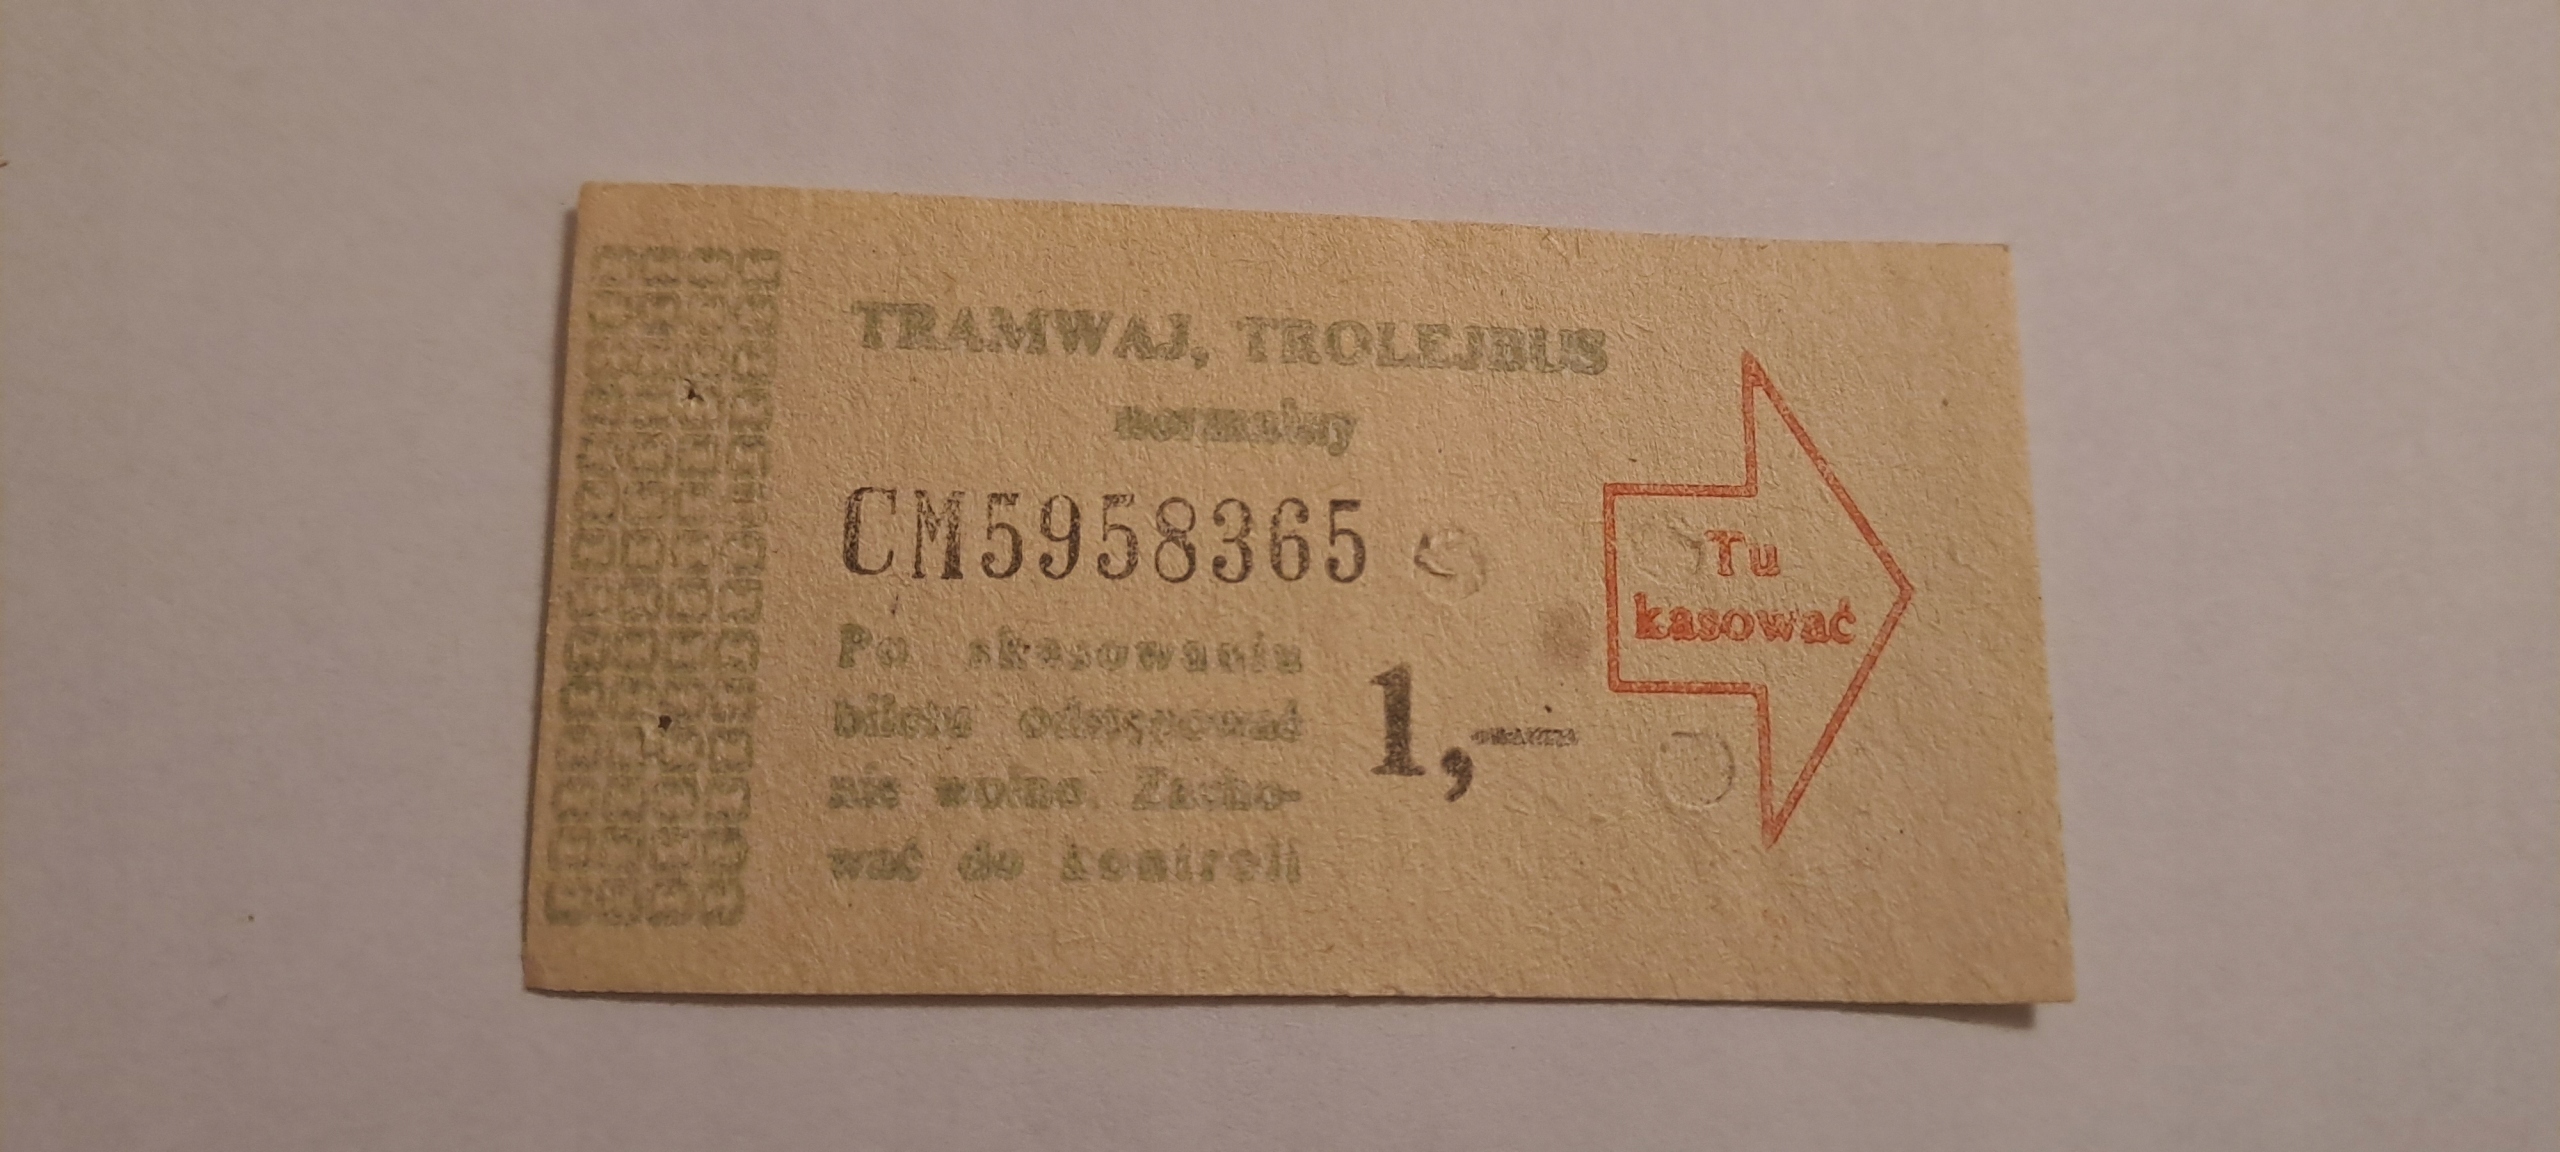 TRAMWAJ, TROLEJBUS
normalny
CM5958365
Po skasowaniu
biletu odstępować
nie wolno. Zacho-
wać do kontroli
1,—
Tu
kasować